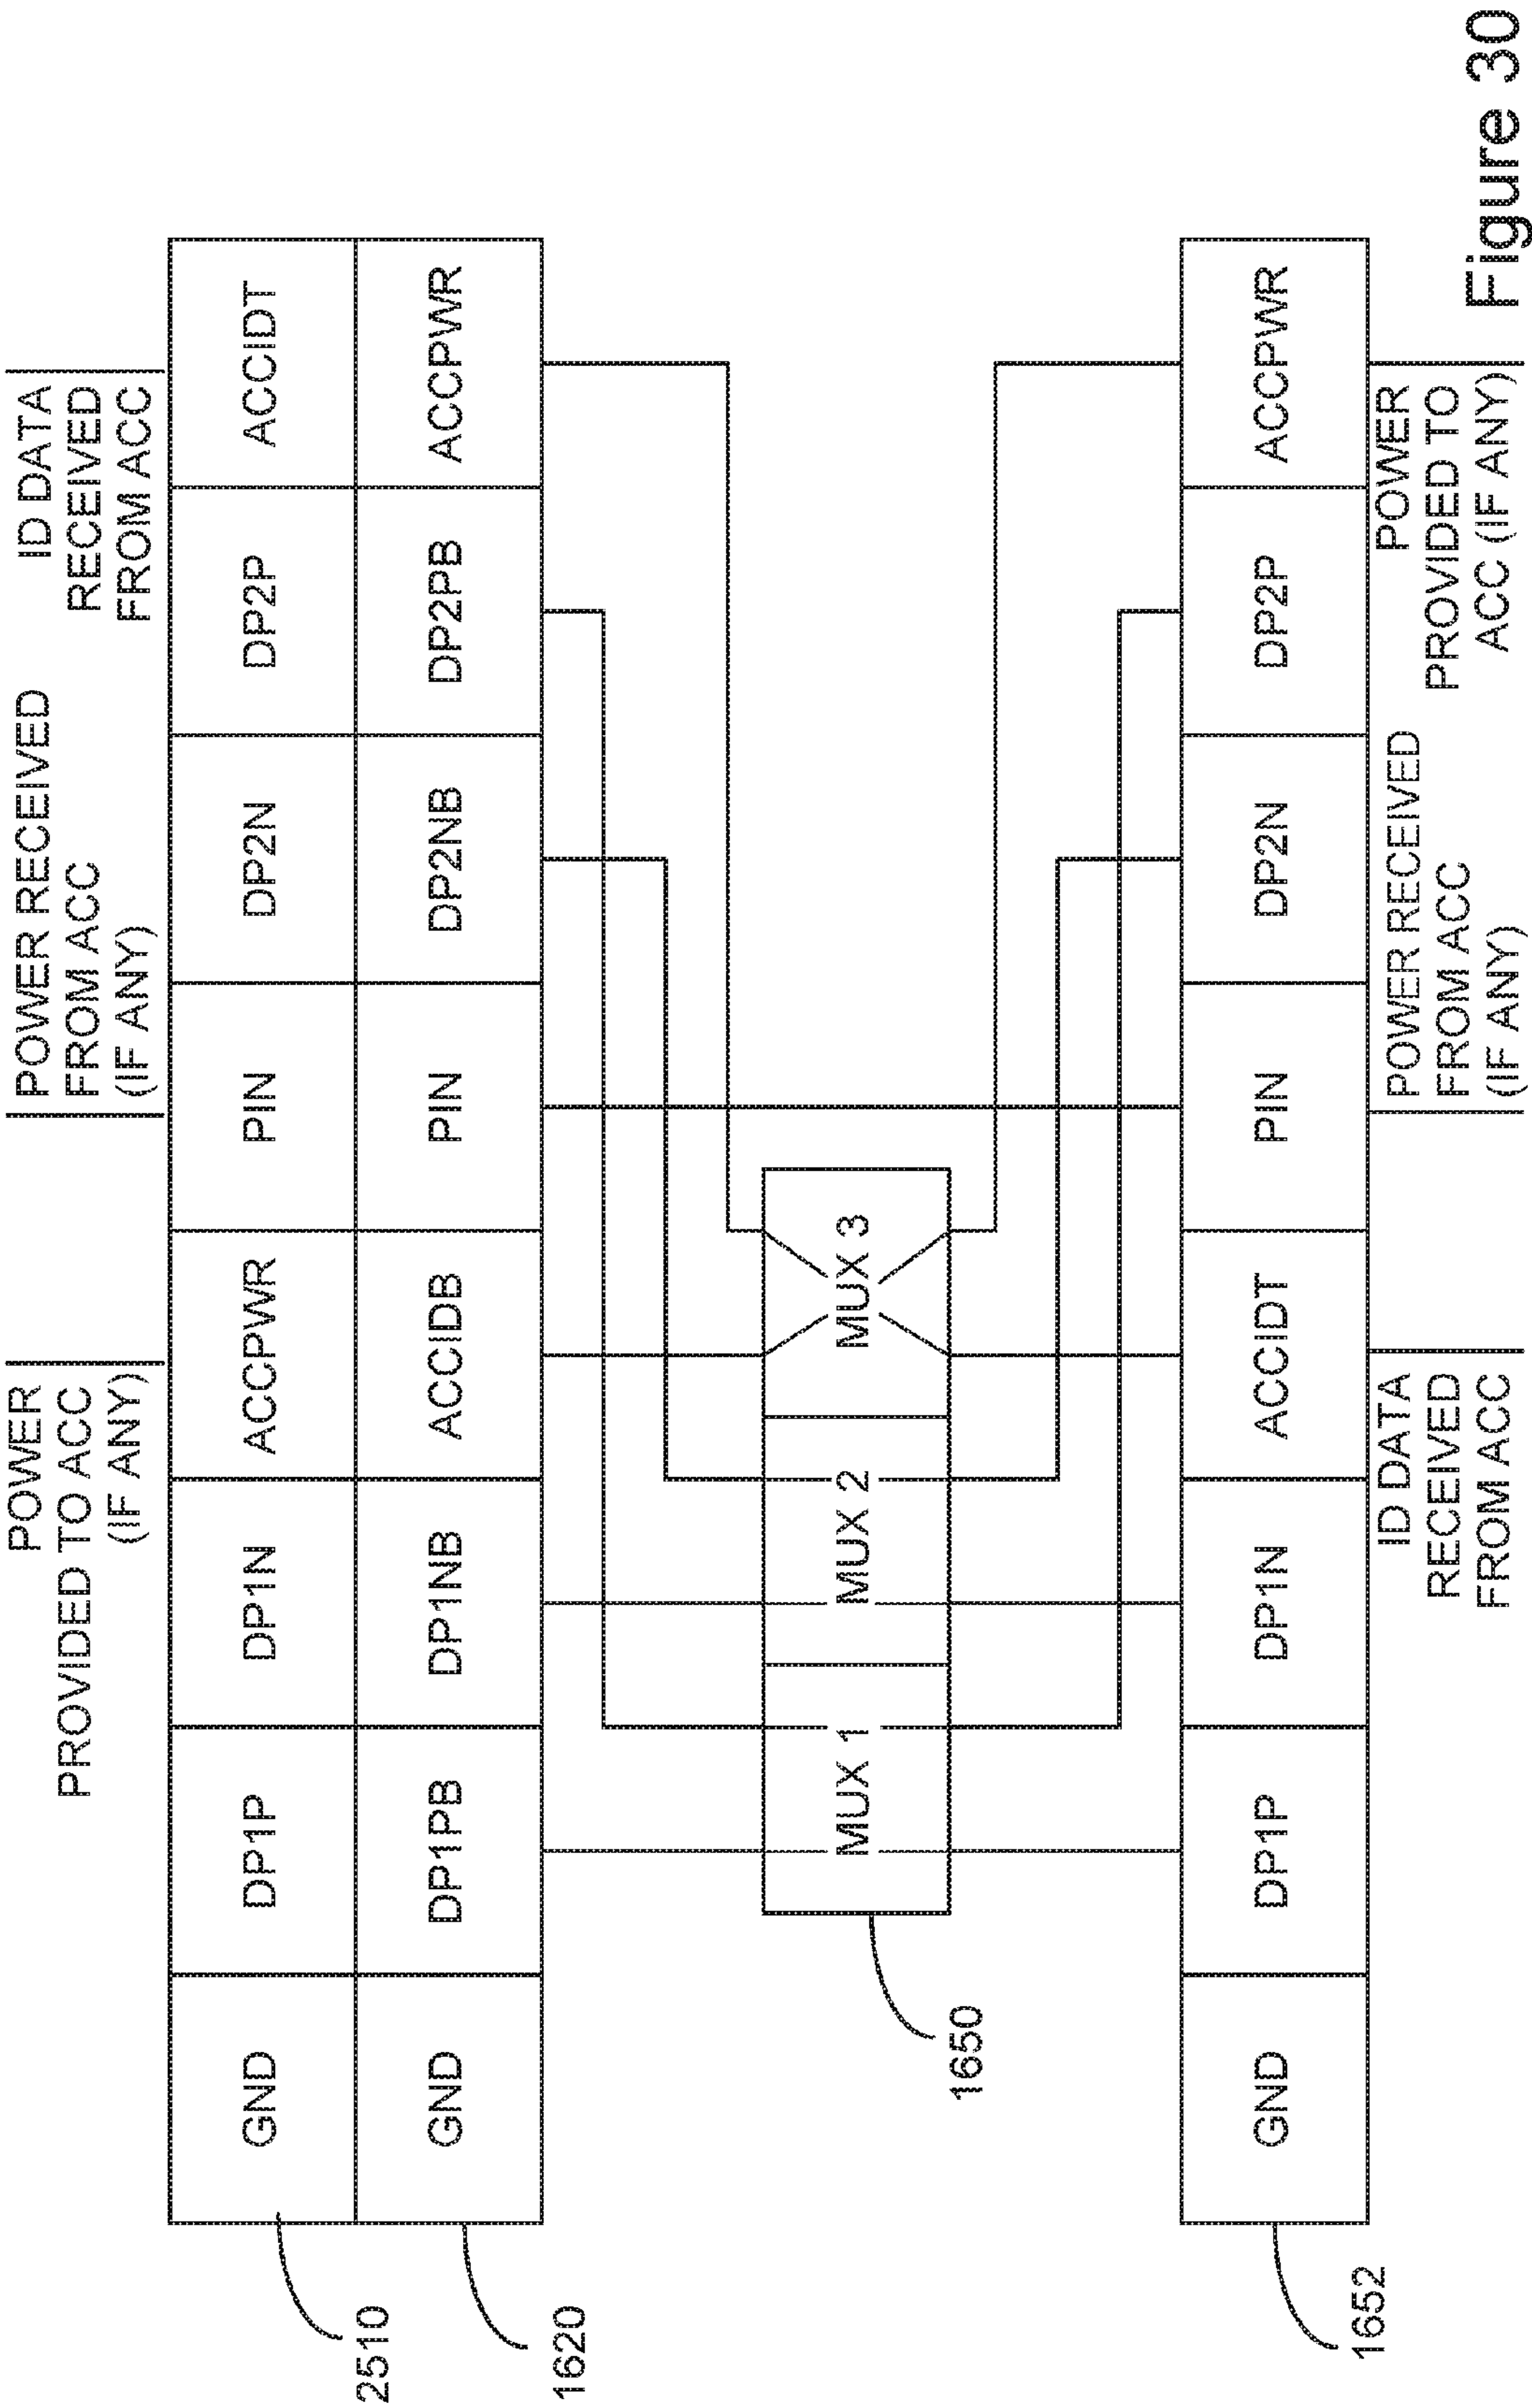 POWER
PROVIDED TO ACC
(IF ANY)
POWER RECEIVED
FROM ACC
(IF ANY)
ID DATA
RECEIVED
FROM ACC
GND DP1P DP1N ACCPWR PIN DP2N DP2P ACCIDT
2510
GND DP1PB DP1NB ACCIDB PIN DP2NB DP2PB ACCPWR
1620
MUX 1 MUX 2 MUX 3
1650
GND DP1P DP1N ACCIDT PIN DP2N DP2P ACCPWR
1652
ID DATA
RECEIVED
FROM ACC
POWER RECEIVED
FROM ACC
(IF ANY)
POWER
PROVIDED TO
ACC (IF ANY)
Figure 30